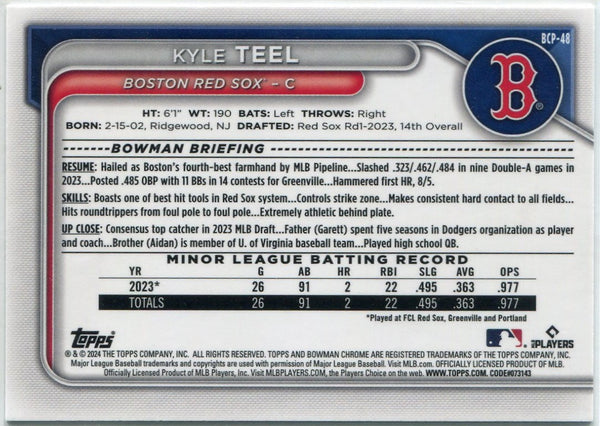 BCP-48
KYLE TEEL
BOSTON RED SOX™ – C
B
®
HT: 6'1" WT: 190 BATS: Left THROWS: Right
BORN: 2-15-02, Ridgewood, NJ DRAFTED: Red Sox Rd1-2023, 14th Overall
BOWMAN BRIEFING
RESUME: Hailed as Boston's fourth-best farmhand by MLB Pipeline...Slashed .323/.462/.484 in nine Double-A games in
2023...Posted .485 OBP with 11 BBs in 14 contests for Greenville...Hammered first HR, 8/5.
SKILLS: Boasts one of best hit tools in Red Sox system...Controls strike zone...Makes consistent hard contact to all fields...
Hits roundtrippers from foul pole to foul pole...Extremely athletic behind plate.
UP CLOSE: Consensus top catcher in 2023 MLB Draft...Father (Garett) spent five seasons in Dodgers organization as player
and coach...Brother (Aidan) is member of U. of Virginia baseball team...Played high school QB.
MINOR LEAGUE BATTING RECORD
YR G AB HR RBI SLG AVG OPS
2023* 26 91 2 22 .495 .363 .977
TOTALS 26 91 2 22 .495 .363 .977
*Played at FCL Red Sox, Greenville and Portland
Topps
MLB PLAYERS
® & © 2024 THE TOPPS COMPANY, INC. ALL RIGHTS RESERVED. TOPPS AND BOWMAN CHROME ARE REGISTERED TRADEMARKS OF THE TOPPS COMPANY, INC.
Major League Baseball trademarks and copyrights are used with permission of Major League Baseball. Visit MLB.com. OFFICIALLY LICENSED PRODUCT OF MLB.
Officially Licensed Product of MLB Players, Inc. Visit MLBPLAYERS.COM, the Players Choice on the web. WWW.TOPPS.COM. CODE#073143